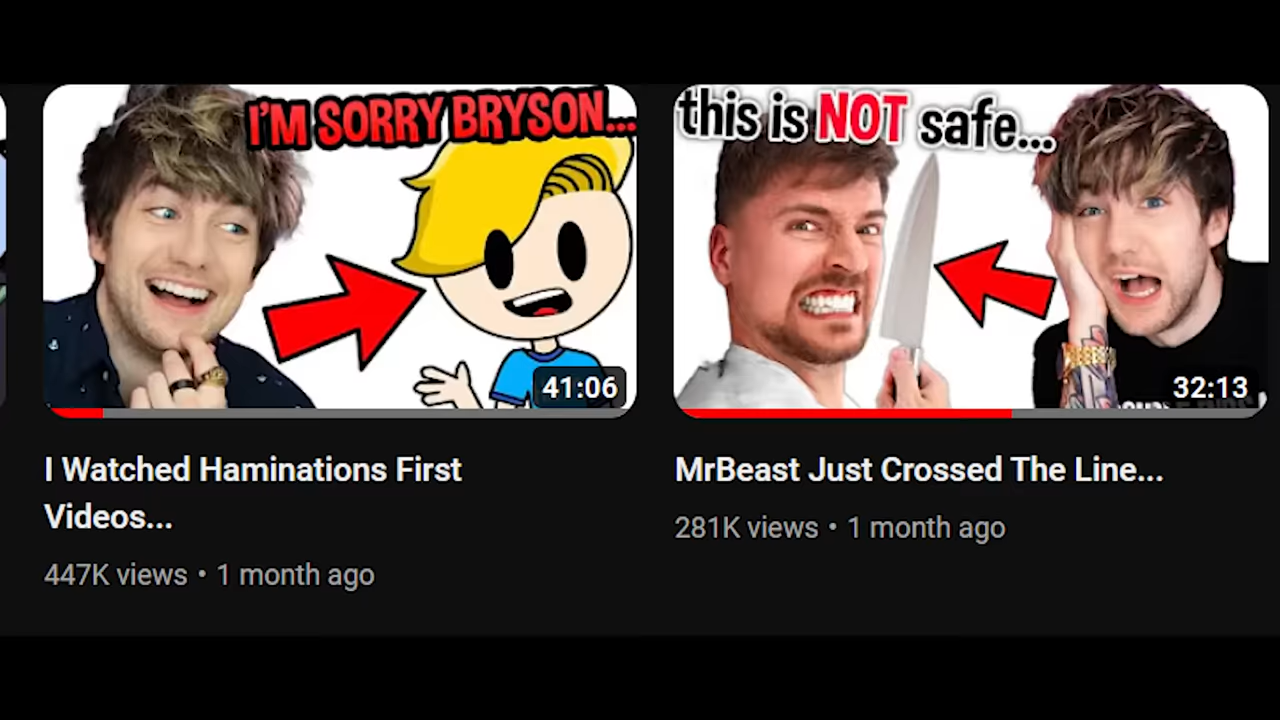 I'M SORRY BRYSON...
41:06
I Watched Haminations First
Videos...
447K views • 1 month ago
this is NOT safe...
32:13
MrBeast Just Crossed The Line...
281K views • 1 month ago